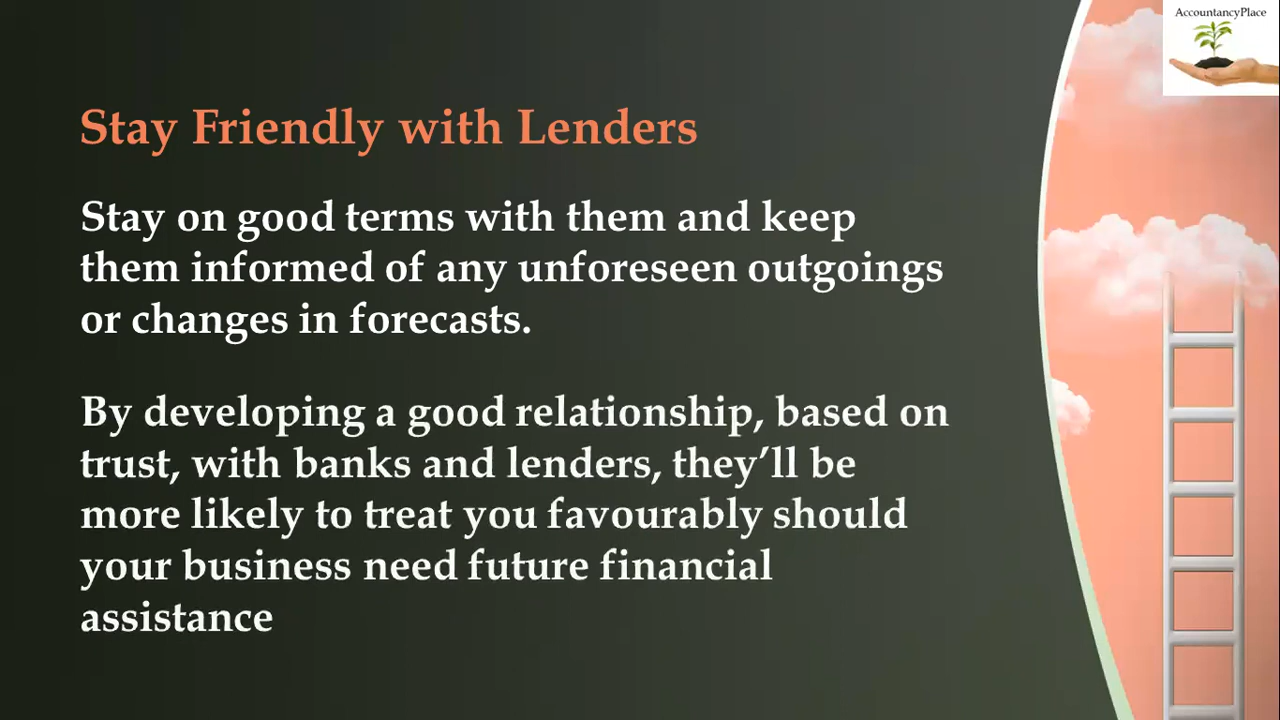 AccountancyPlace
Stay Friendly with Lenders
Stay on good terms with them and keep
them informed of any unforeseen outgoings
or changes in forecasts.
By developing a good relationship, based on
trust, with banks and lenders, they’ll be
more likely to treat you favourably should
your business need future financial
assistance